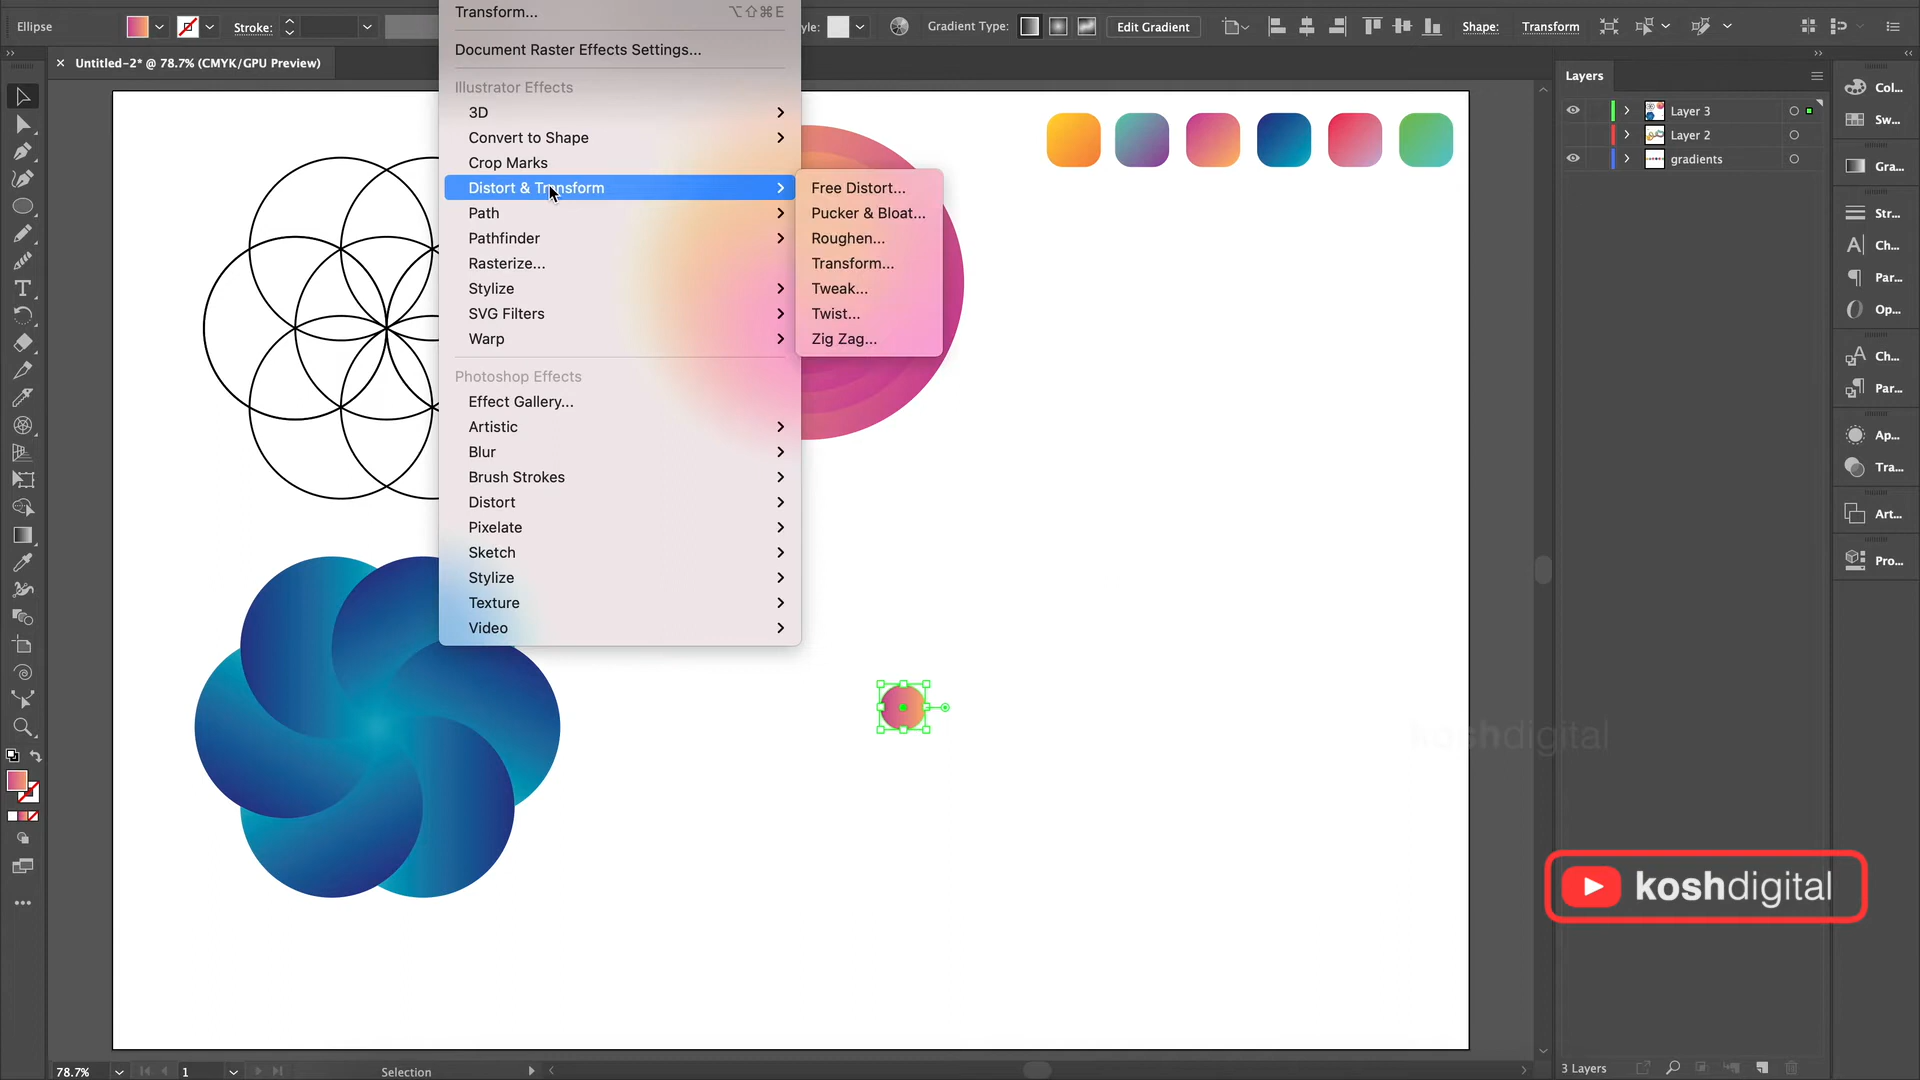 Ellipse
Stroke:
Transform...
⌥⇧⌘E
yle:
Gradient Type:
Edit Gradient
Shape:
Transform
Untitled-2* @ 78.7% (CMYK/GPU Preview)
Document Raster Effects Settings...
Illustrator Effects
3D
Convert to Shape
Crop Marks
Distort & Transform
Path
Pathfinder
Rasterize...
Stylize
SVG Filters
Warp
Photoshop Effects
Effect Gallery...
Artistic
Blur
Brush Strokes
Distort
Pixelate
Sketch
Stylize
Texture
Video
Free Distort...
Pucker & Bloat...
Roughen...
Transform...
Tweak...
Twist...
Zig Zag...
Layers
Layer 3
Layer 2
gradients
Col...
Sw...
Gra...
Str...
Ch...
Par...
Op...
Ch...
Par...
Ap...
Tra...
Art...
Pro...
koshdigital
koshdigital
78.7%
1
Selection
3 Layers